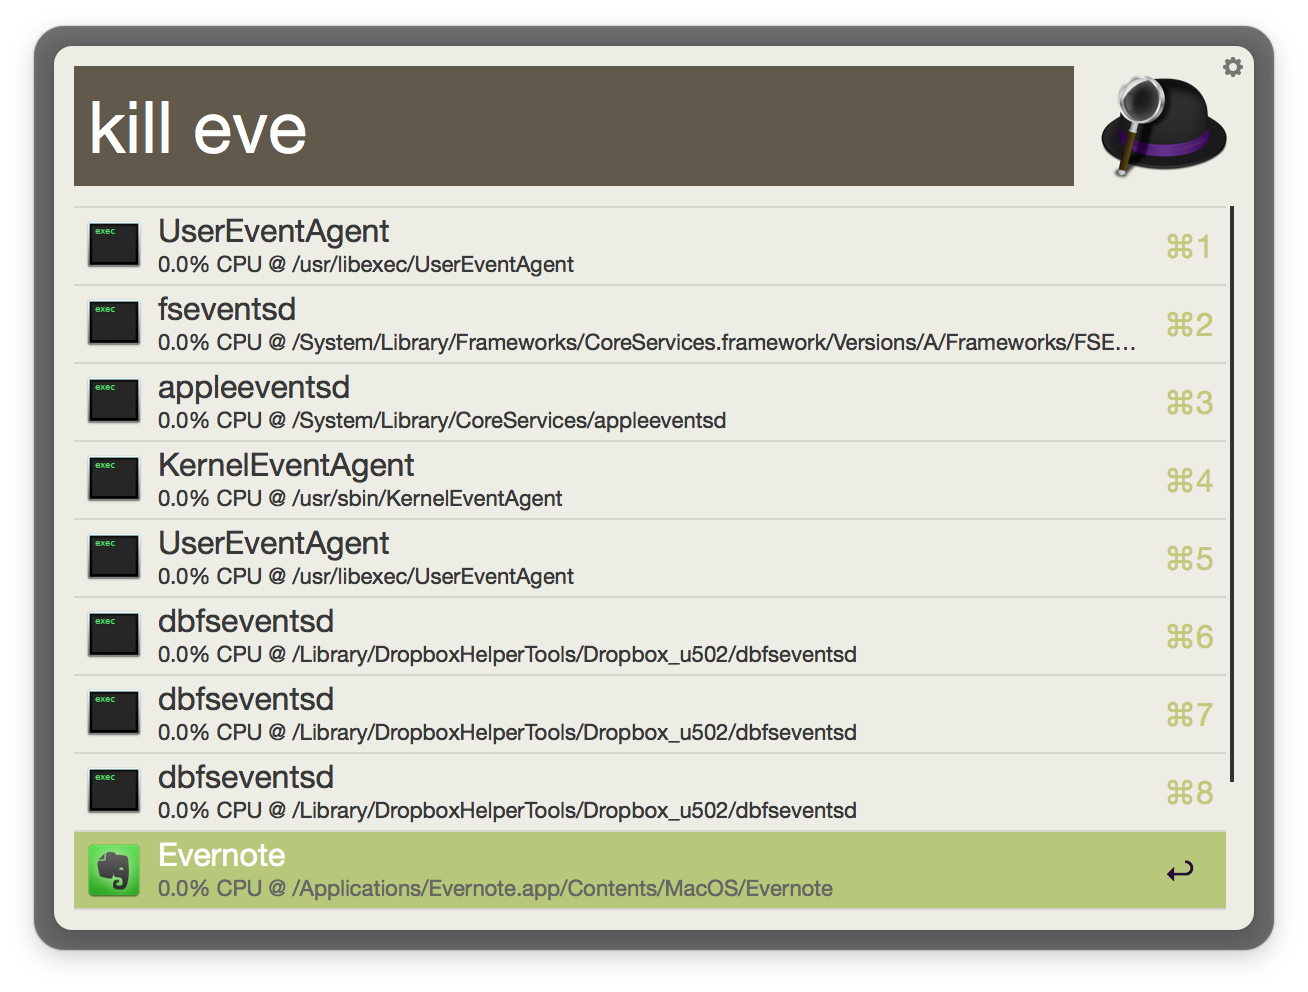 kill eve
exec
UserEventAgent
⌘1
0.0% CPU @ /usr/libexec/UserEventAgent
exec
fseventsd
⌘2
0.0% CPU @ /System/Library/Frameworks/CoreServices.framework/Versions/A/Frameworks/FSE...
exec
appleeventsd
⌘3
0.0% CPU @ /System/Library/CoreServices/appleeventsd
exec
KernelEventAgent
⌘4
0.0% CPU @ /usr/sbin/KernelEventAgent
exec
UserEventAgent
⌘5
0.0% CPU @ /usr/libexec/UserEventAgent
exec
dbfseventsd
⌘6
0.0% CPU @ /Library/DropboxHelperTools/Dropbox_u502/dbfseventsd
exec
dbfseventsd
⌘7
0.0% CPU @ /Library/DropboxHelperTools/Dropbox_u502/dbfseventsd
exec
dbfseventsd
⌘8
0.0% CPU @ /Library/DropboxHelperTools/Dropbox_u502/dbfseventsd
Evernote
0.0% CPU @ /Applications/Evernote.app/Contents/MacOS/Evernote